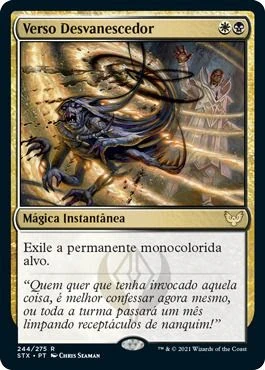 Verso Desvanescedor
Mágica Instantânea
Exile a permanente monocolorida
alvo.
“Quem quer que tenha invocado aquela
coisa, é melhor confessar agora mesmo,
ou toda a turma passará um mês
limpando receptáculos de nanquim!”
244/275 R
STX • PT Chris Seaman
™ & © 2021 Wizards of the Coast